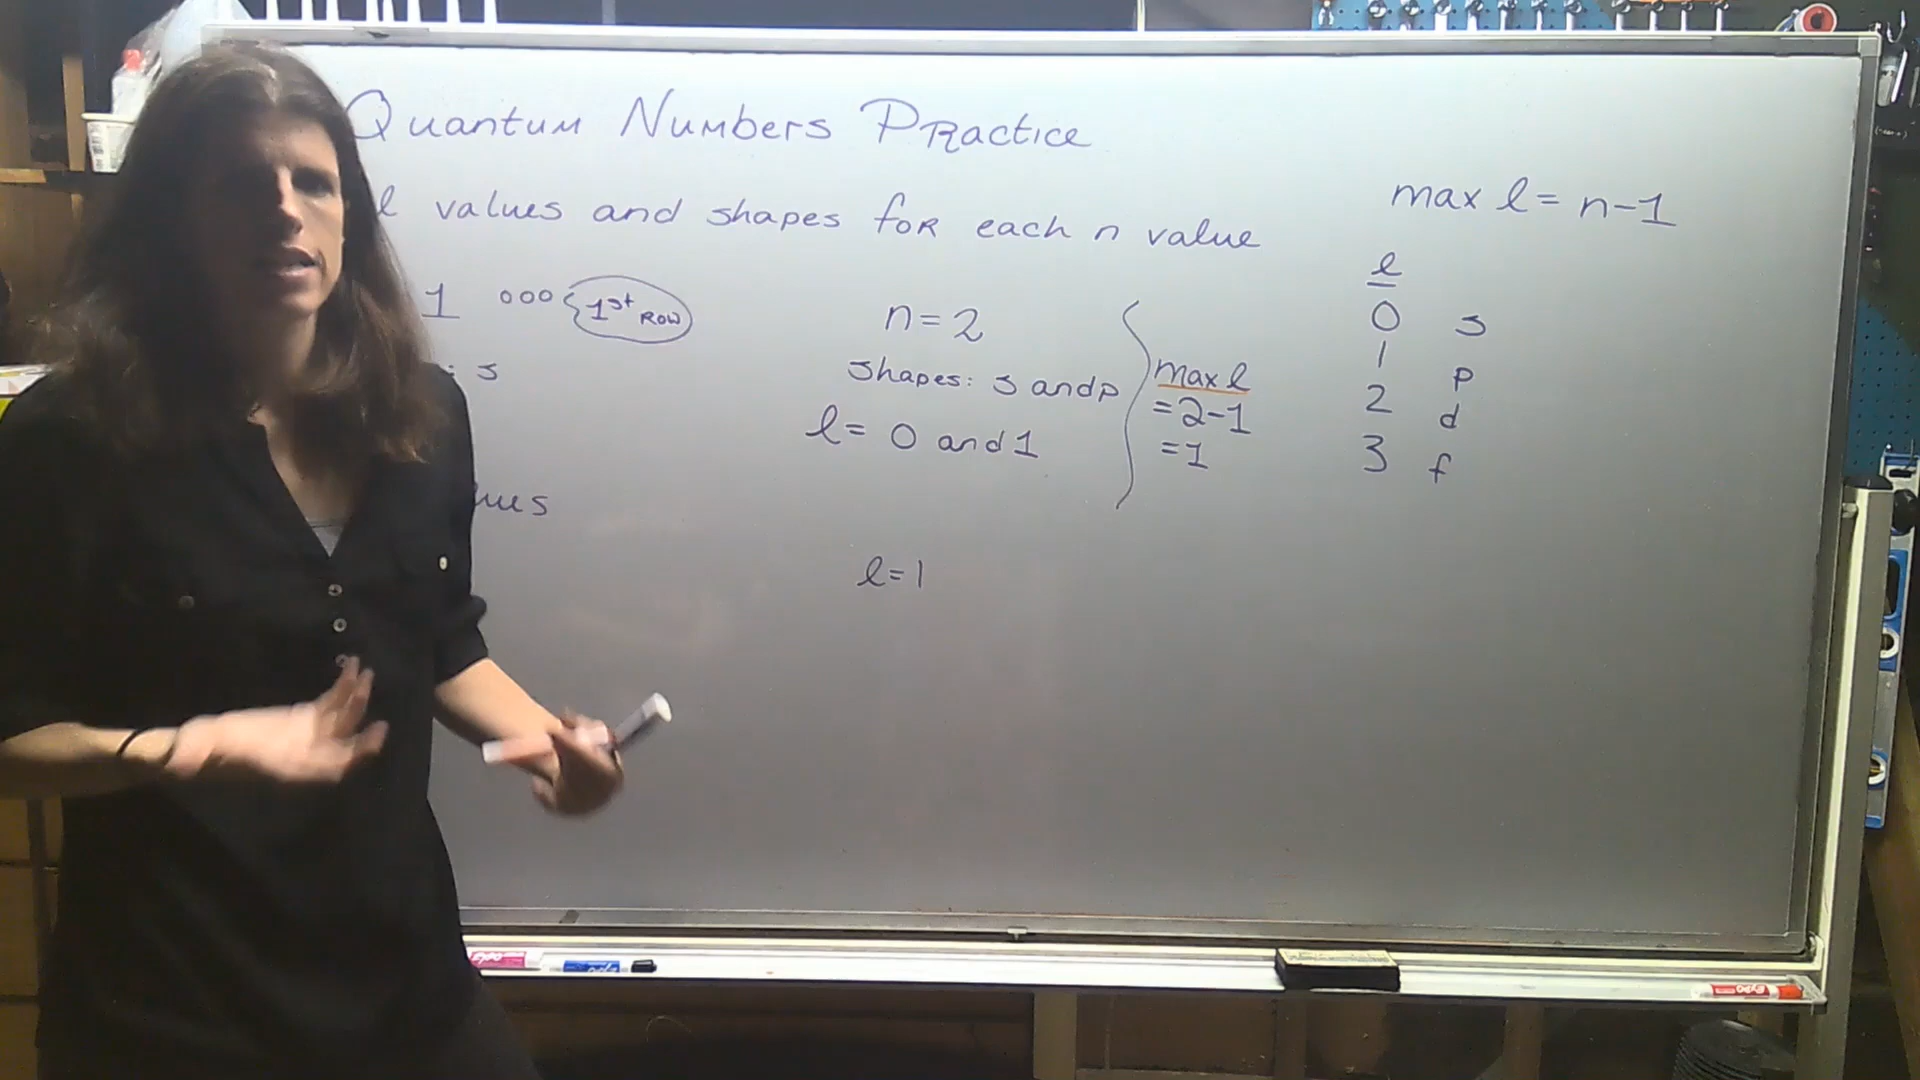 Quantum Numbers Practice
l values and shapes for each n value
max l = n-1
1 ooo { 1st Row
: s
n=2
shapes: s and p
l= 0 and 1
max l
=2-1
=1
l
0 s
1 p
2 d
3 f
l=1
EXPO